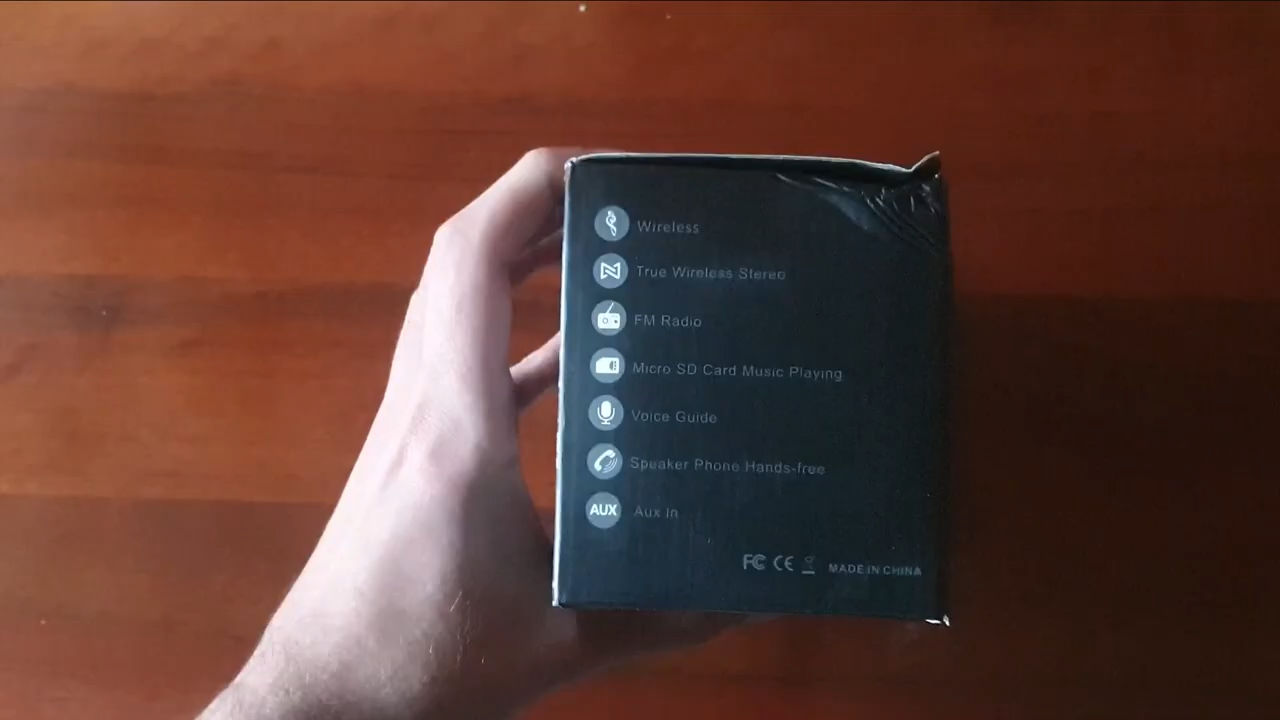 Wireless
True Wireless Stereo
FM Radio
Micro SD Card Music Playing
Voice Guide
Speaker Phone Hands-free
AUX Aux In
FC CE MADE IN CHINA